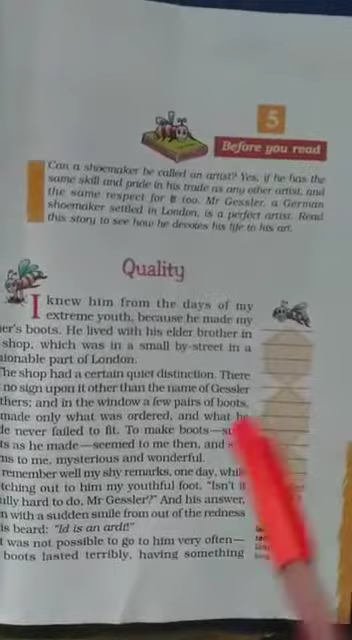 5
Before you read
Can a shoemaker be called an artist? Yes, if he has the
same skill and pride in his trade as any other artist, and
the same respect for it too. Mr Gessler, a German
shoemaker settled in London, is a perfect artist. Read
this story to see how he devotes his life to his art.
Quality
I knew him from the days of my
extreme youth, because he made my
er's boots. He lived with his elder brother in
shop, which was in a small by-street in a
ionable part of London.
he shop had a certain quiet distinction. There
no sign upon it other than the name of Gessler
thers; and in the window a few pairs of boots.
made only what was ordered, and what he
de never failed to fit. To make boots—su
ts as he made—seemed to me then, and
ms to me, mysterious and wonderful.
remember well my shy remarks, one day, whil
tching out to him my youthful foot. "Isn't it
ully hard to do, Mr Gessler?" And his answer,
n with a sudden smile from out of the redness
is beard: "Id is an ardt!"
t was not possible to go to him very often—
boots lasted terribly, having something